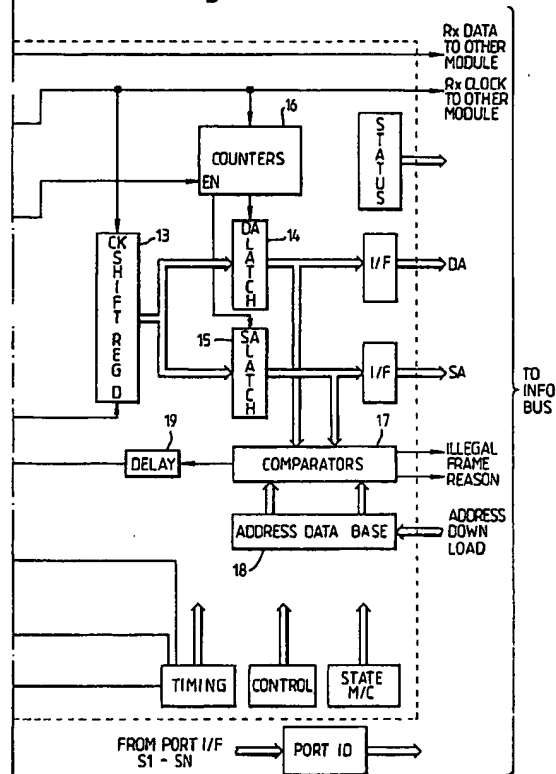 Rx DATA
TO OTHER
MODULE
Rx CLOCK
TO OTHER
MODULE
16
COUNTERS
EN
STATUS
13
CK
SHIFT REG
D
DA
LATCH
14
I/F
DA
15
SA
LATCH
I/F
SA
TO
INFO
BUS
17
19
DELAY
COMPARATORS
ILLEGAL
FRAME
REASON
ADDRESS DATA BASE
18
ADDRESS
DOWN
LOAD
TIMING
CONTROL
STATE
M/C
FROM PORT I/F
S1 - SN
PORT ID